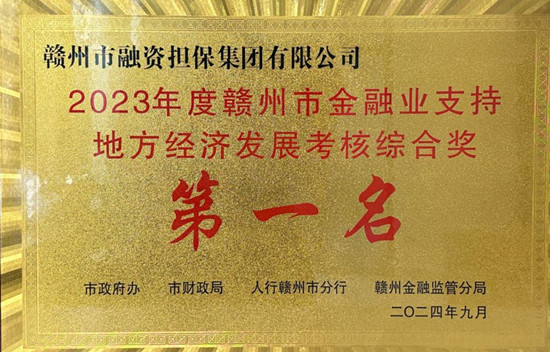 赣州市融资担保集团有限公司
2023年度赣州市金融业支持
地方经济发展考核综合奖
第一名
市政府办 市财政局 人行赣州市分行 赣州金融监管分局
二〇二四年九月